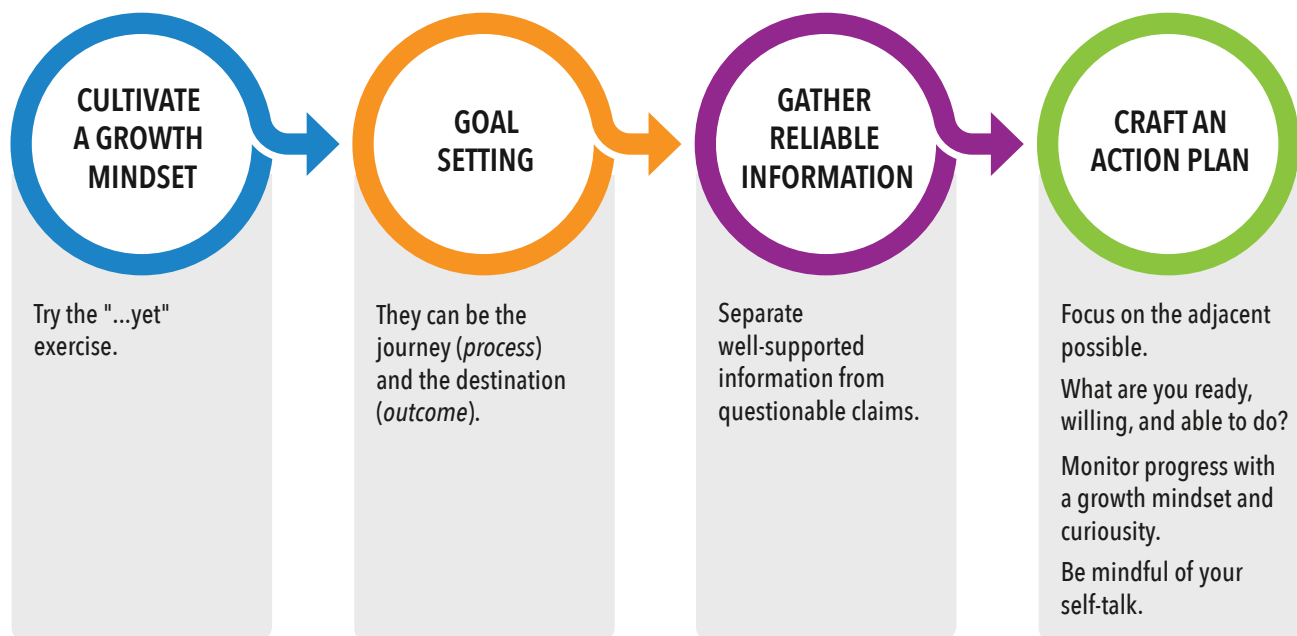 CULTIVATE
A GROWTH
MINDSET
Try the "...yet"
exercise.
GOAL
SETTING
They can be the
journey (process)
and the destination
(outcome).
GATHER
RELIABLE
INFORMATION
Separate
well-supported
information from
questionable claims.
CRAFT AN
ACTION PLAN
Focus on the adjacent
possible.
What are you ready,
willing, and able to do?
Monitor progress with
a growth mindset and
curiousity.
Be mindful of your
self-talk.